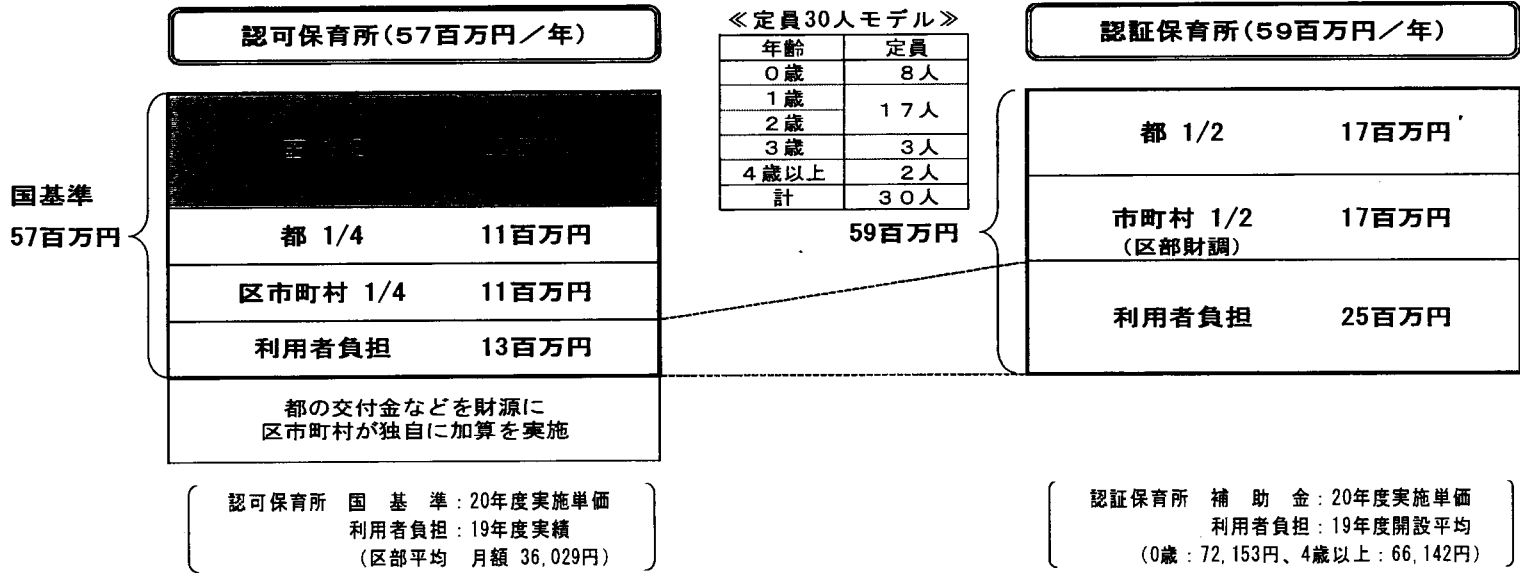 認可保育所(57百万円/年)
国基準
57百万円
都 1/4 11百万円
区市町村 1/4 11百万円
利用者負担 13百万円
都の交付金などを財源に
区市町村が独自に加算を実施
認可保育所 国 基 準:20年度実施単価
利用者負担:19年度実績
(区部平均 月額 36,029円)
≪定員30人モデル≫
年齢 定員
0歳 8人
1歳 17人
2歳
3歳 3人
4歳以上 2人
計 30人
認証保育所(59百万円/年)
59百万円
都 1/2 17百万円
市町村 1/2 17百万円
(区部財調)
利用者負担 25百万円
認証保育所 補 助 金:20年度実施単価
利用者負担:19年度開設平均
(0歳:72,153円、4歳以上:66,142円)